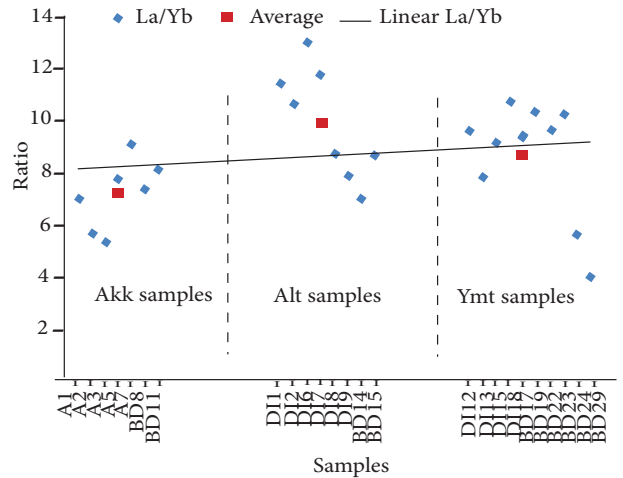 La/Yb Average Linear La/Yb
14
12
10
8
6
4
2
Ratio
Akk samples Alt samples Ymt samples
A1 A2 A3 A5 A7 BD8 BD11 DI1 DI2 DI6 DI7 DI8 DI9 BD14 BD15 DI12 DI13 DI15 DI18 BD17 BD19 BD22 BD23 BD24 BD29
Samples